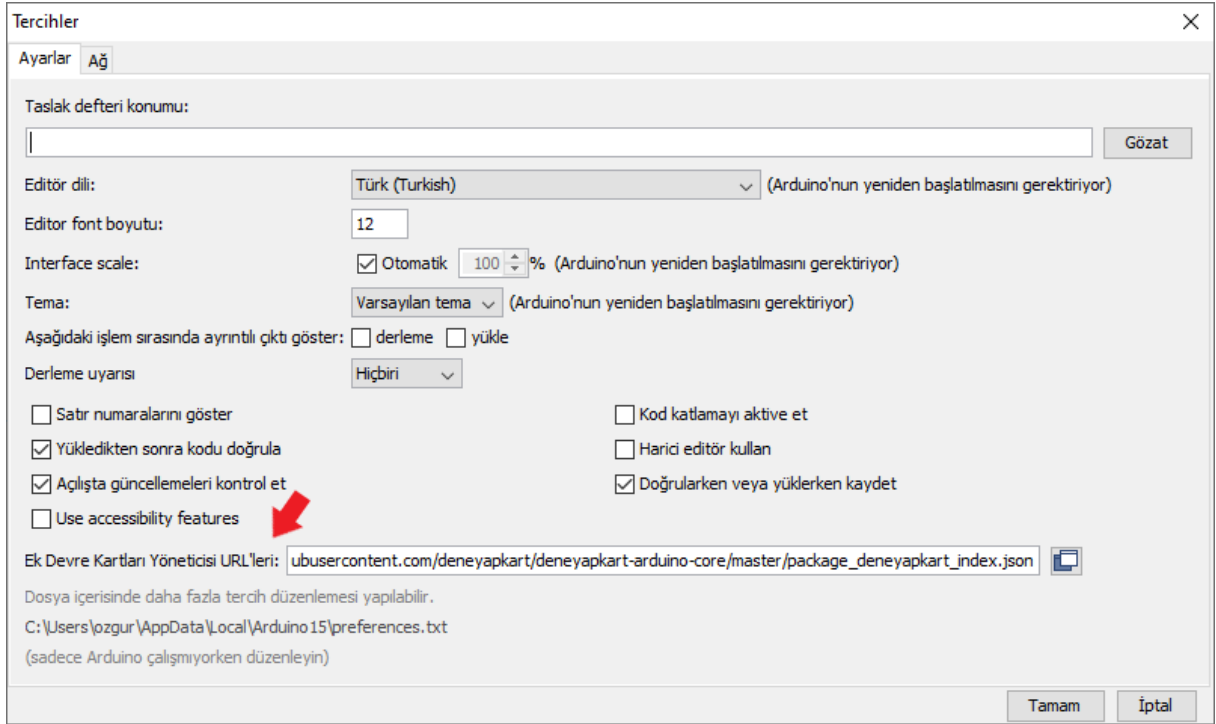 Tercihler
Ayarlar Ağ
Taslak defteri konumu:
Gözat
Editör dili: Türk (Turkish) (Arduino'nun yeniden başlatılmasını gerektiriyor)
Editor font boyutu: 12
Interface scale: Otomatik 100 % (Arduino'nun yeniden başlatılmasını gerektiriyor)
Tema: Varsayılan tema (Arduino'nun yeniden başlatılmasını gerektiriyor)
Aşağıdaki işlem sırasında ayrıntılı çıktı göster: derleme yükle
Derleme uyarısı Hiçbiri
Satır numaralarını göster Kod katlamayı aktive et
Yükledikten sonra kodu doğrula Harici editör kullan
Açılışta güncellemeleri kontrol et Doğrularken veya yüklerken kaydet
Use accessibility features
Ek Devre Kartları Yöneticisi URL'leri: ubusercontent.com/deneyapkart/deneyapkart-arduino-core/master/package_deneyapkart_index.json
Dosya içerisinde daha fazla tercih düzenlemesi yapılabilir.
C:\Users\ozgur\AppData\Local\Arduino15\preferences.txt
(sadece Arduino çalışmıyorken düzenleyin)
Tamam İptal